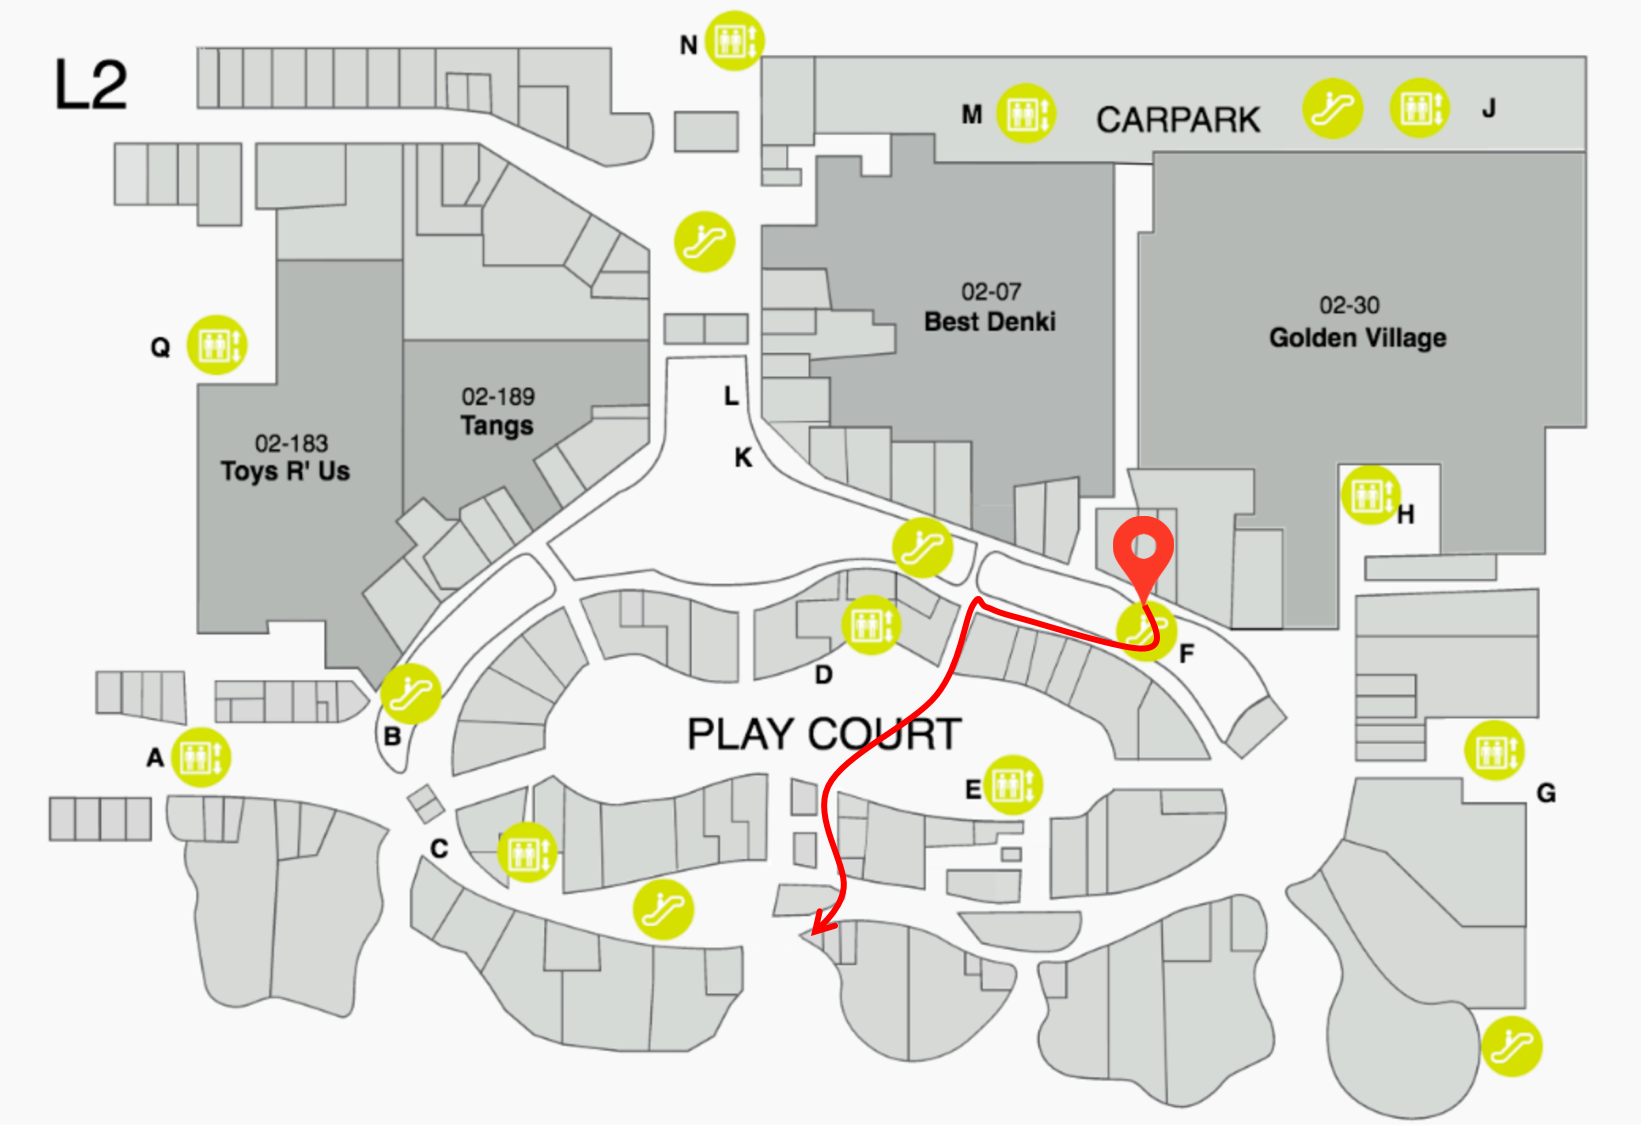 L2
N
M
CARPARK
J
02-07
Best Denki
02-30
Golden Village
Q
02-189
Tangs
L
02-183
Toys R' Us
K
H
F
D
B
PLAY COURT
A
E
G
C